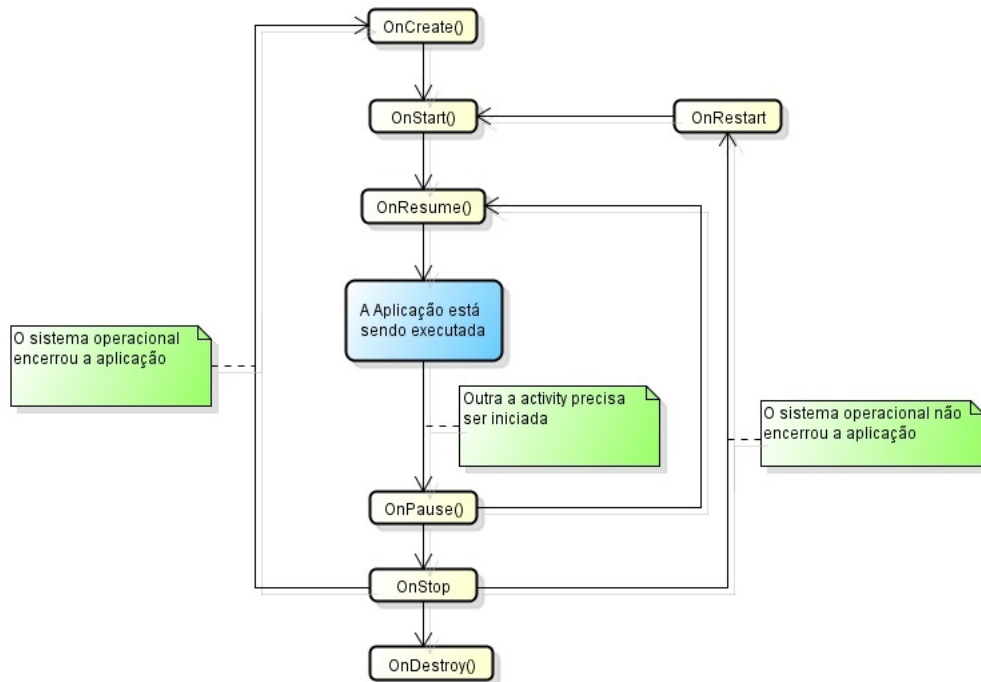 OnCreate()
OnStart()
OnRestart
OnResume()
A Aplicação está
sendo executada
O sistema operacional
encerrou a aplicação
Outra a activity precisa
ser iniciada
O sistema operacional não
encerrou a aplicação
OnPause()
OnStop
OnDestroy()